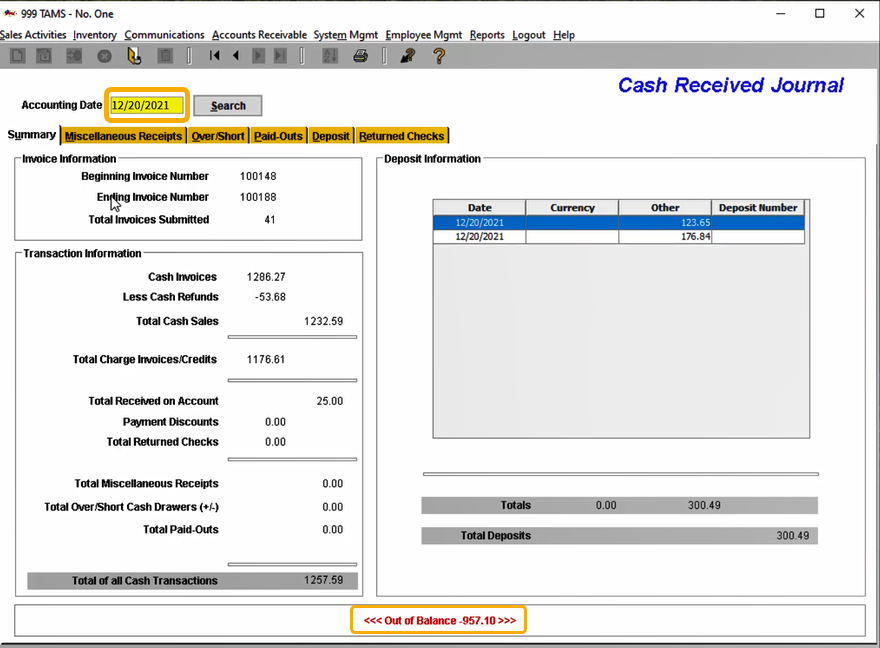 999 TAMS - No. One
Sales Activities Inventory Communications Accounts Receivable System Mgmt Employee Mgmt Reports Logout Help
Cash Received Journal
Accounting Date 12/20/2021 Search
Summary Miscellaneous Receipts Over/Short Paid-Outs Deposit Returned Checks
Invoice Information
Beginning Invoice Number 100148
Ending Invoice Number 100188
Total Invoices Submitted 41
Transaction Information
Cash Invoices 1286.27
Less Cash Refunds -53.68
Total Cash Sales 1232.59
Total Charge Invoices/Credits 1176.61
Total Received on Account 25.00
Payment Discounts 0.00
Total Returned Checks 0.00
Total Miscellaneous Receipts 0.00
Total Over/Short Cash Drawers (+/-) 0.00
Total Paid-Outs 0.00
Total of all Cash Transactions 1257.59
Deposit Information
Date Currency Other Deposit Number
12/20/2021 123.65
12/20/2021 176.84
Totals 0.00 300.49
Total Deposits 300.49
<<< Out of Balance -957.10 >>>